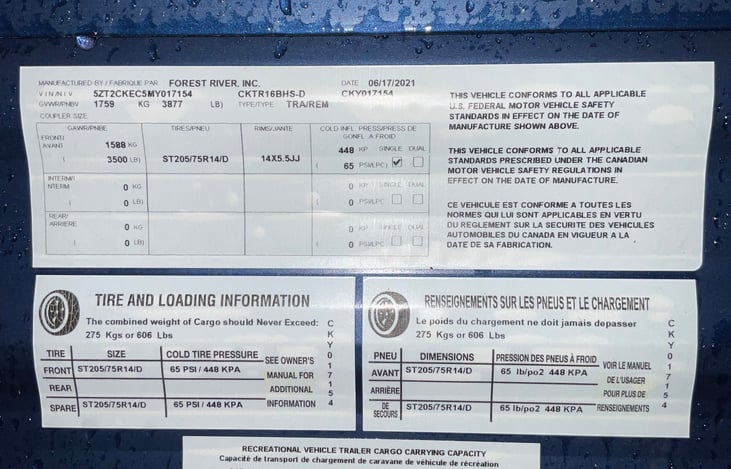 MANUFACTURED BY / FABRIQUE PAR FOREST RIVER, INC. DATE 06/17/2021
VIN/NIV 5ZT2CKEC5MY017154 CKTR16BHS-D CKY017154
GVWR/PNBV 1759 KG 3877 LB) TYPE/TYPE TRA/REM
COUPLER SIZE
GAWR/PNBE TIRES/PNEU RIMS/JANTE COLD INFL PRESS/PRESS DE GONFL A FROID
FRONT/ AVANT 1588 KG 448 KP SINGLE DUAL
( 3500 LB) ST205/75R14/D 14X5.5JJ ( 65 PSI/LPC)
INTERM/ INTERM 0 KG 0 KP SINGLE DUAL
( 0 LB) ( 0 PSI/LPC
REAR/ ARRIERE 0 KG 0 KP SINGLE DUAL
( 0 LB) ( 0 PSI/LPC
THIS VEHICLE CONFORMS TO ALL APPLICABLE
U.S. FEDERAL MOTOR VEHICLE SAFETY
STANDARDS IN EFFECT ON THE DATE OF
MANUFACTURE SHOWN ABOVE.
THIS VEHICLE CONFORMS TO ALL APPLICABLE
STANDARDS PRESCRIBED UNDER THE CANADIAN
MOTOR VEHICLE SAFETY REGULATIONS IN
EFFECT ON THE DATE OF MANUFACTURE.
CE VEHICULE EST CONFORME A TOUTES LES
NORMES QUI LUI SONT APPLICABLES EN VERTU
DU REGLEMENT SUR LA SECURITE DES VEHICULES
AUTOMOBILES DU CANADA EN VIGUEUR A LA
DATE DE SA FABRICATION.
TIRE AND LOADING INFORMATION
The combined weight of Cargo should Never Exceed:
275 Kgs or 606 Lbs
TIRE SIZE COLD TIRE PRESSURE
FRONT ST205/75R14/D 65 PSI / 448 KPA
REAR
SPARE ST205/75R14/D 65 PSI / 448 KPA
SEE OWNER'S
MANUAL FOR
ADDITIONAL
INFORMATION
CKY017154
RENSEIGNEMENTS SUR LES PNEUS ET LE CHARGEMENT
Le poids du chargement ne doit jamais depasser
275 Kgs or 606 Lbs
PNEU DIMENSIONS PRESSION DES PNEUS À FROID
AVANT ST205/75R14/D 65 lb/po2 448 KPA
ARRIÈRE
DE SECOURS ST205/75R14/D 65 lb/po2 448 KPA
VOIR LE MANUEL
DE L'USAGER
POUR PLUS DE
RENSEIGNEMENTS
CKY017154
RECREATIONAL VEHICLE TRAILER CARGO CARRYING CAPACITY
Capacité de transport de chargement de caravane de véhicule de récréation